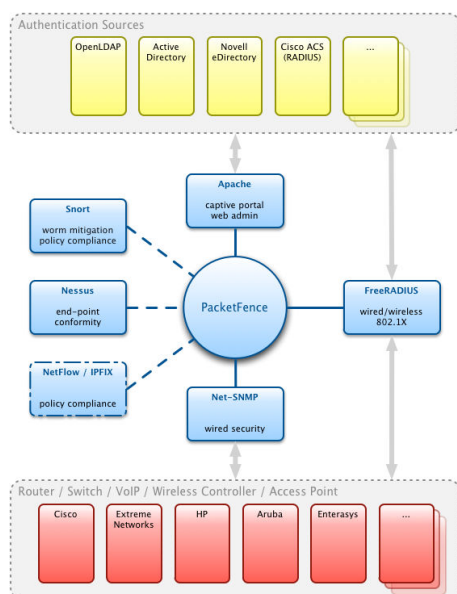 Authentication Sources
OpenLDAP
Active
Directory
Novell
eDirectory
Cisco ACS
(RADIUS)
...
Apache
captive portal
web admin
Snort
worm mitigation
policy compliance
Nessus
end-point
conformity
PacketFence
FreeRADIUS
wired/wireless
802.1X
NetFlow / IPFIX
policy compliance
Net-SNMP
wired security
Router / Switch / VoIP / Wireless Controller / Access Point
Cisco
Extreme
Networks
HP
Aruba
Enterasys
...